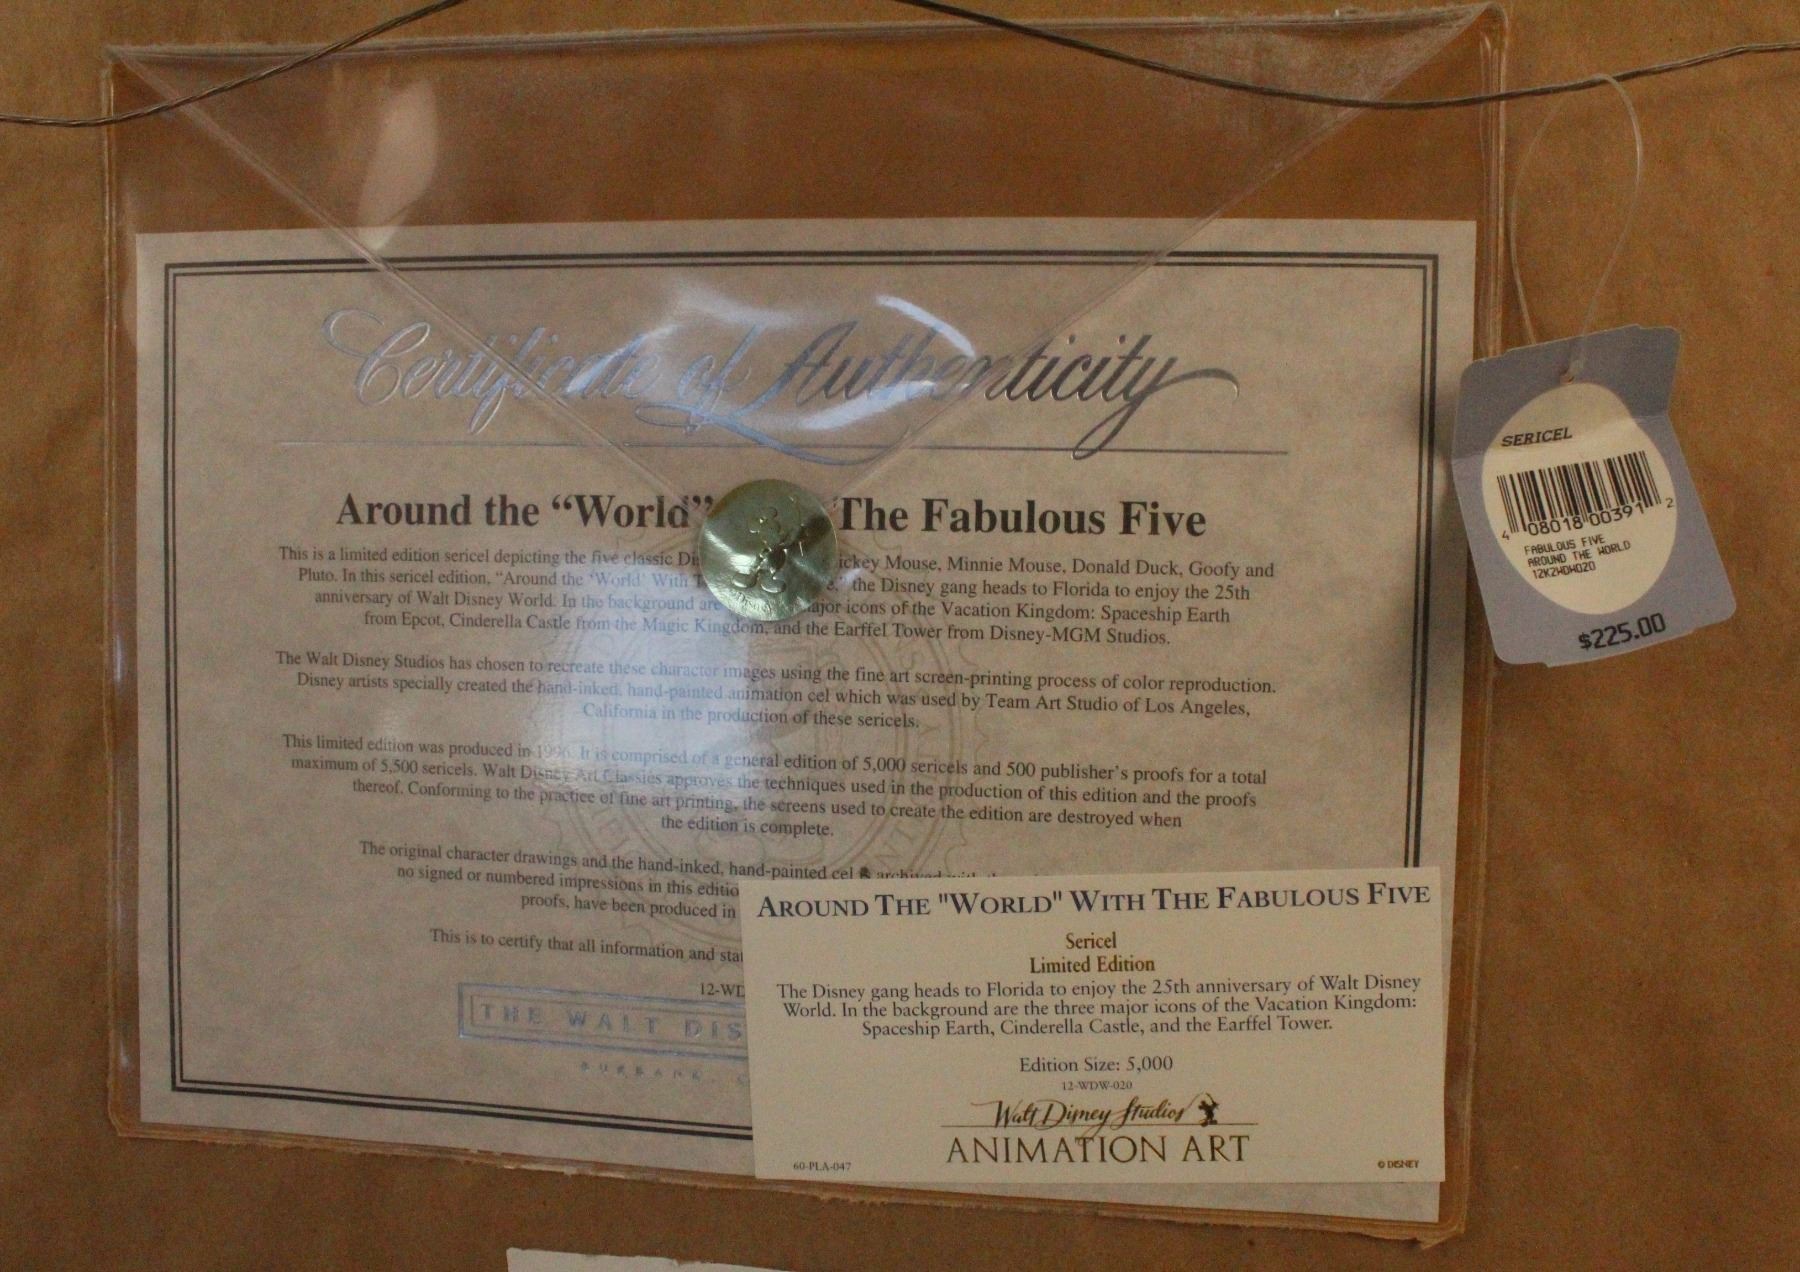 Certificate of Authenticity
Around the “World” The Fabulous Five
This is a limited edition sericel depicting the five classic Di ickey Mouse, Minnie Mouse, Donald Duck, Goofy and
Pluto. In this sericel edition, "Around the 'World' With T e," the Disney gang heads to Florida to enjoy the 25th
anniversary of Walt Disney World. In the background are ajor icons of the Vacation Kingdom: Spaceship Earth
from Epcot, Cinderella Castle from the Magic Kingdom, and the Earffel Tower from Disney-MGM Studios.
The Walt Disney Studios has chosen to recreate these character images using the fine art screen-printing process of color reproduction.
Disney artists specially created the hand-inked, hand-painted animation cel which was used by Team Art Studio of Los Angeles,
California in the production of these sericels.
This limited edition was produced in 1996. It is comprised of a general edition of 5,000 sericels and 500 publisher's proofs for a total
maximum of 5,500 sericels. Walt Disney Art Classics approves the techniques used in the production of this edition and the proofs
thereof. Conforming to the practice of fine art printing, the screens used to create the edition are destroyed when
the edition is complete.
The original character drawings and the hand-inked, hand-painted cel archived
no signed or numbered impressions in this editio
proofs, have been produced in
This is to certify that all information and sta
12-WD
THE WALT DIS
BURBANK, C
AROUND THE "WORLD" WITH THE FABULOUS FIVE
Sericel
Limited Edition
The Disney gang heads to Florida to enjoy the 25th anniversary of Walt Disney
World. In the background are the three major icons of the Vacation Kingdom:
Spaceship Earth, Cinderella Castle, and the Earffel Tower.
Edition Size: 5,000
12-WDW-020
Walt Disney Studios
ANIMATION ART
60-PLA-047
© DISNEY
SERICEL
4 08018 00391 2
FABULOUS FIVE
AROUND THE WORLD
12K2WDW020
$225.00